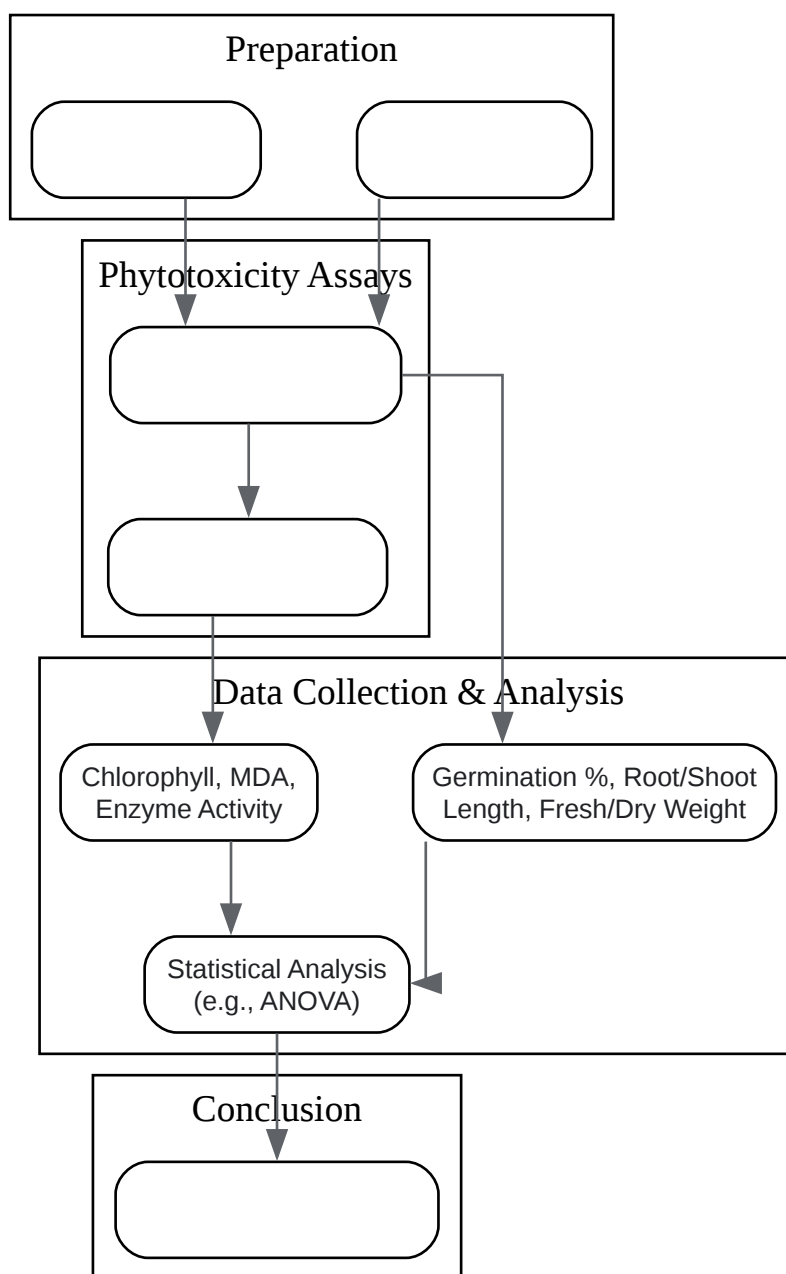 Preparation
Phytotoxicity Assays
Data Collection & Analysis
Chlorophyll, MDA,
Enzyme Activity
Germination %, Root/Shoot
Length, Fresh/Dry Weight
Statistical Analysis
(e.g., ANOVA)
Conclusion